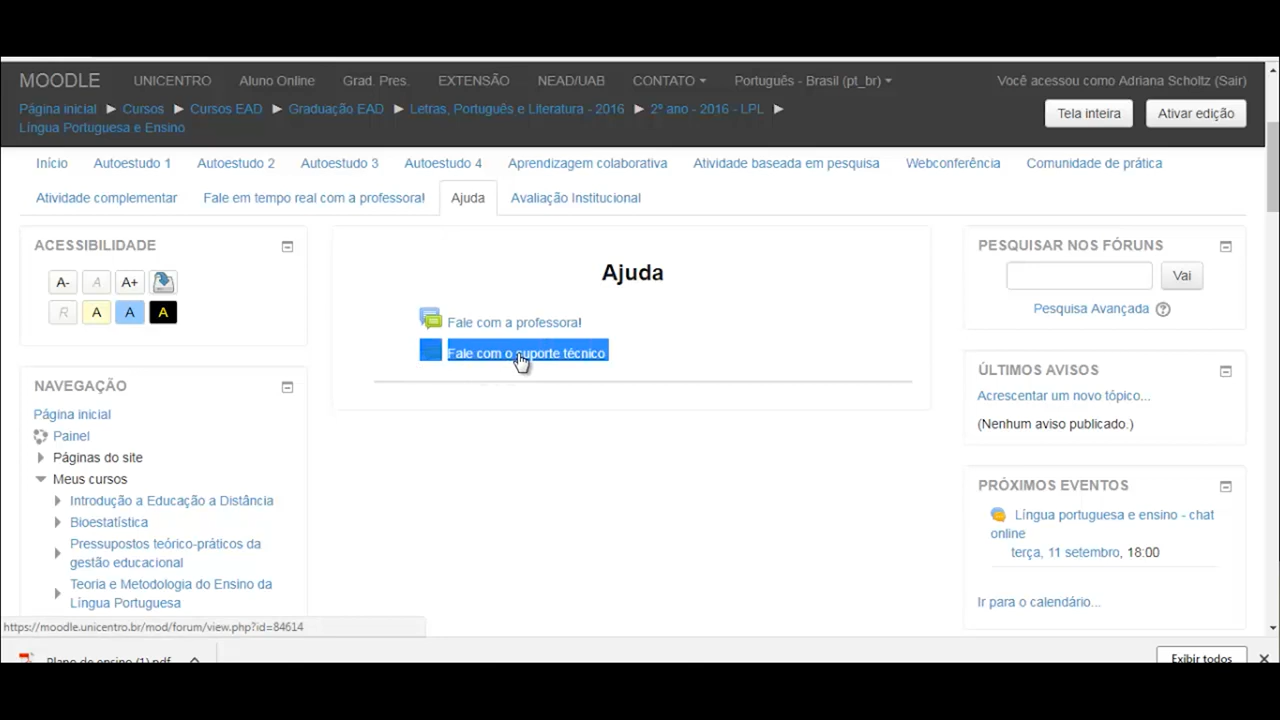 MOODLE UNICENTRO Aluno Online Grad. Pres. EXTENSÃO NEAD/UAB CONTATO Português - Brasil (pt_br) Você acessou como Adriana Scholtz (Sair)
Página inicial ► Cursos ► Cursos EAD ► Graduação EAD ► Letras, Português e Literatura - 2016 ► 2º ano - 2016 - LPL ►
Língua Portuguesa e Ensino
Tela inteira Ativar edição
Início Autoestudo 1 Autoestudo 2 Autoestudo 3 Autoestudo 4 Aprendizagem colaborativa Atividade baseada em pesquisa Webconferência Comunidade de prática
Atividade complementar Fale em tempo real com a professora! Ajuda Avaliação Institucional
ACESSIBILIDADE
A- A A+
R A A A
NAVEGAÇÃO
Página inicial
Painel
Páginas do site
Meus cursos
Introdução a Educação a Distância
Bioestatística
Pressupostos teórico-práticos da
gestão educacional
Teoria e Metodologia do Ensino da
Língua Portuguesa
Ajuda
Fale com a professora!
Fale com o suporte técnico
PESQUISAR NOS FÓRUNS
Vai
Pesquisa Avançada
ÚLTIMOS AVISOS
Acrescentar um novo tópico...
(Nenhum aviso publicado.)
PRÓXIMOS EVENTOS
Língua portuguesa e ensino - chat
online
terça, 11 setembro, 18:00
Ir para o calendário...
https://moodle.unicentro.br/mod/forum/view.php?id=84614
Plano de ensino (1).pdf
Exibir todos